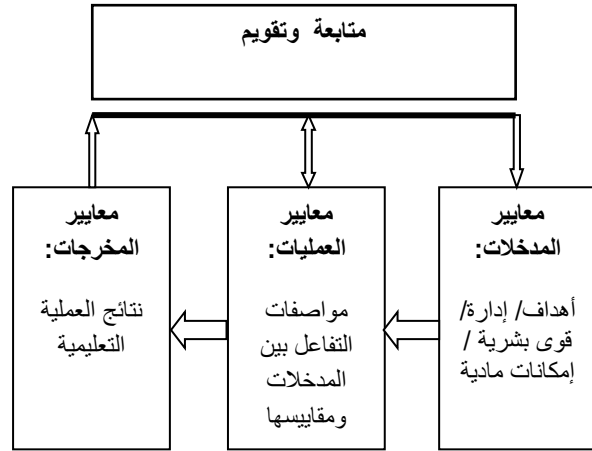 متابعة وتقويم
معايير
المدخلات:
أهداف/ إدارة/
قوى بشرية /
إمكانات مادية
معايير
العمليات:
مواصفات
التفاعل بين
المدخلات
ومقاييسها
معايير
المخرجات:
نتائج العملية
التعليمية